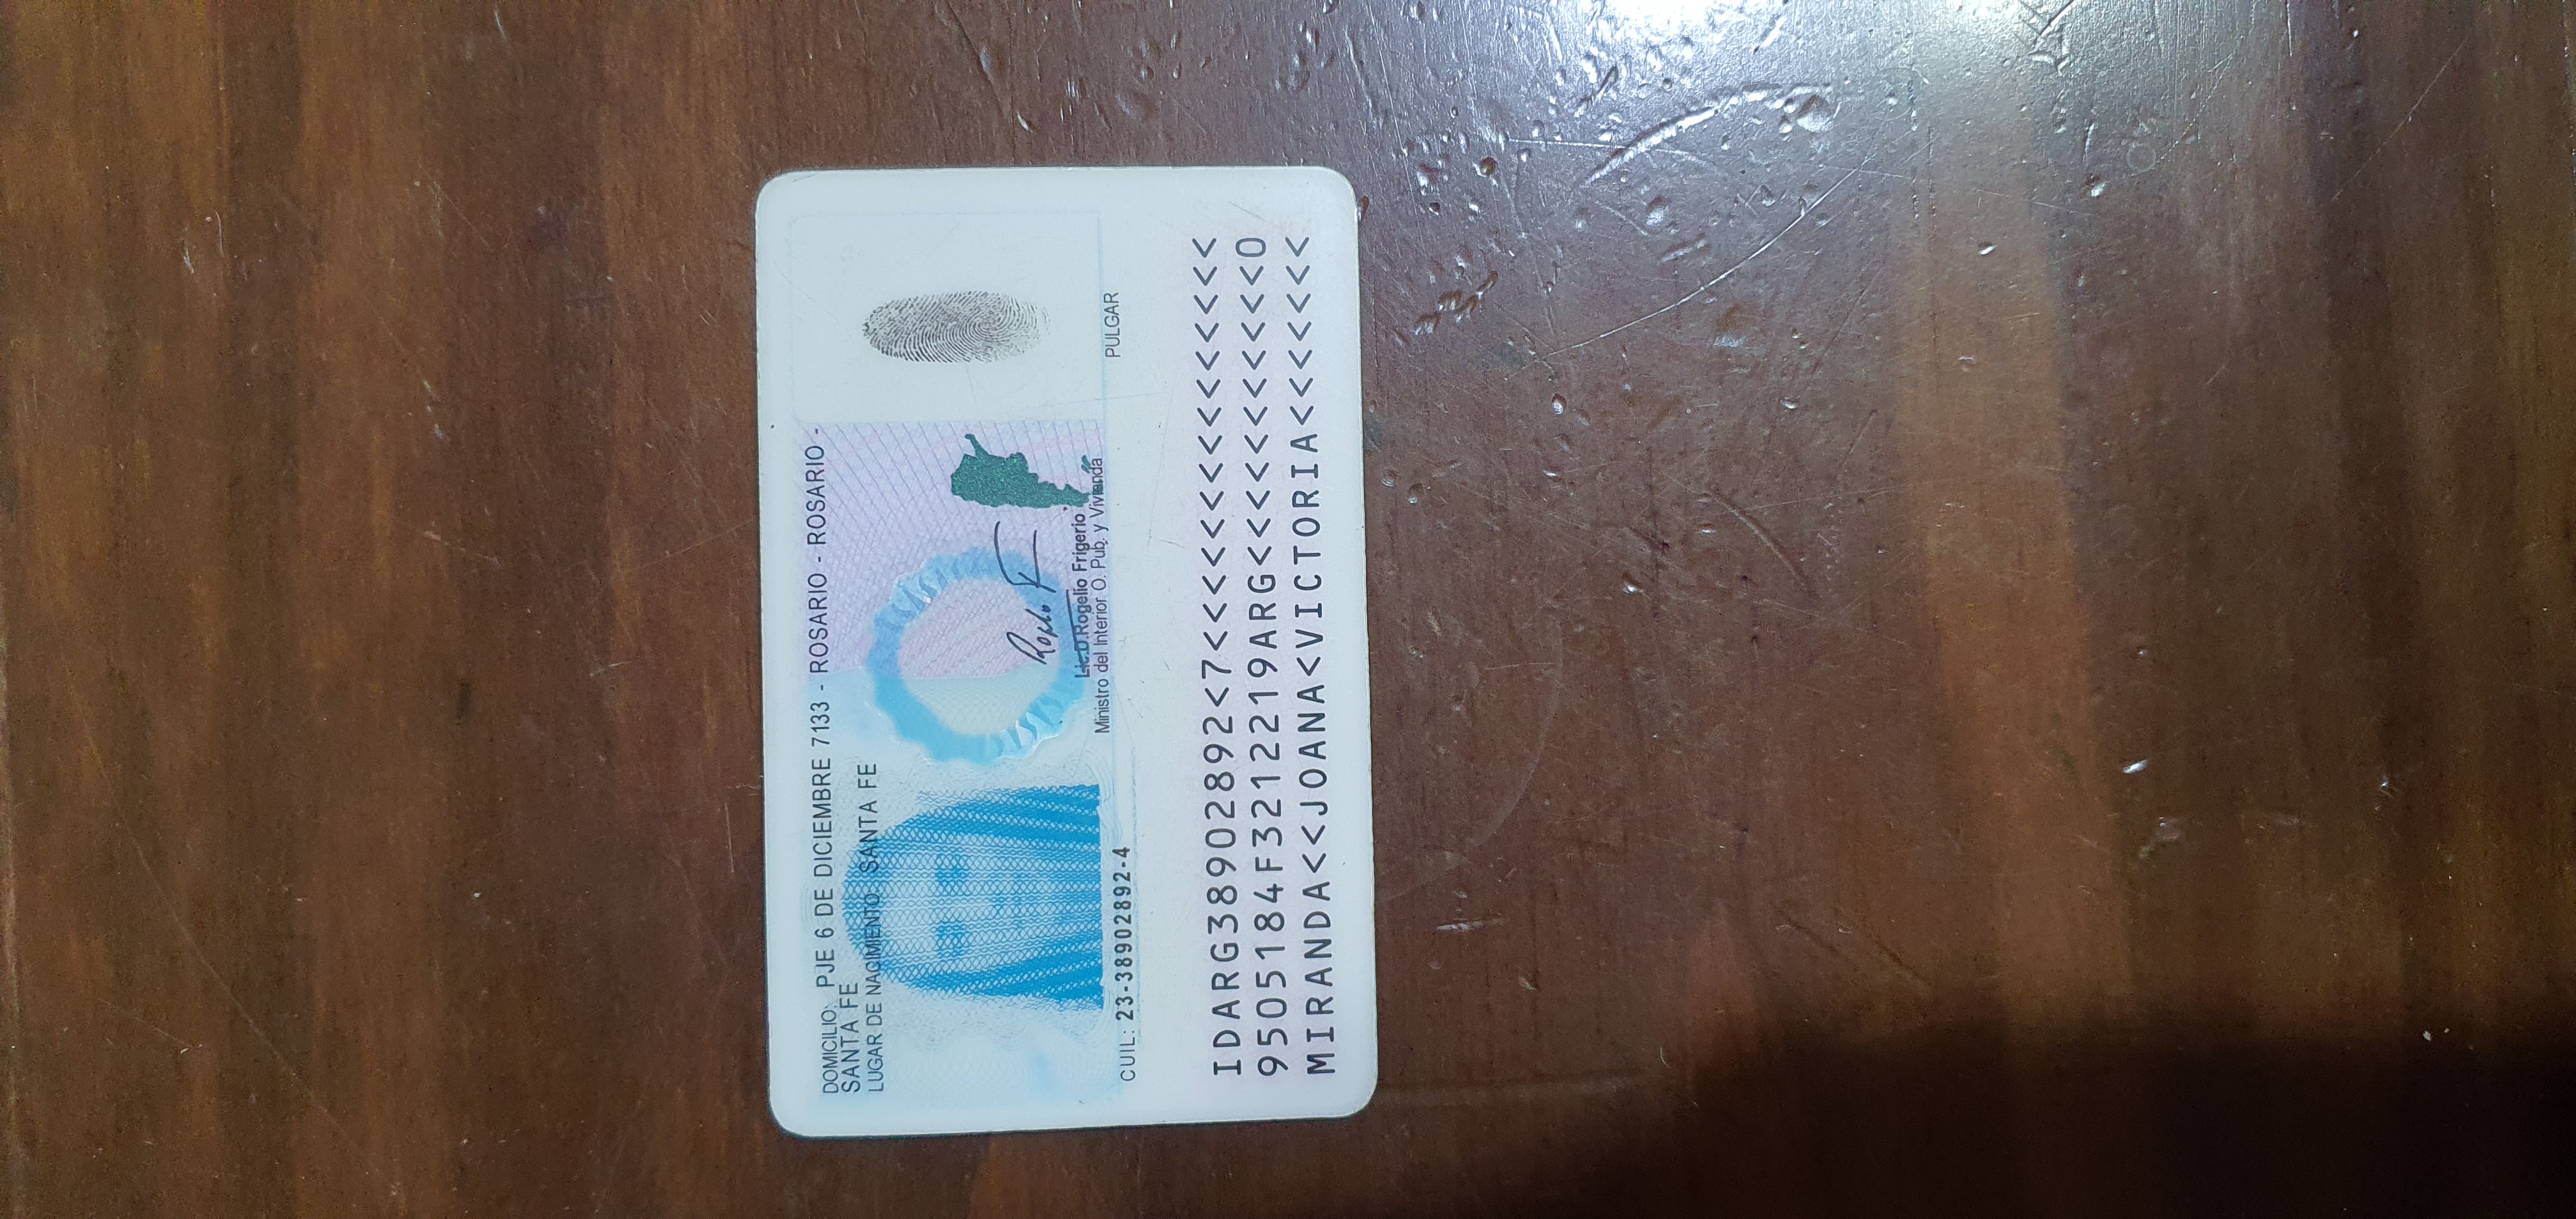 DOMICILIO: PJE 6 DE DICIEMBRE 7133 - ROSARIO - ROSARIO -
SANTA FE
LUGAR DE NACIMIENTO: SANTA FE
Lic.D.Rogelio Frigerio
Ministro del Interior O. Pub. y Vivienda
PULGAR
CUIL: 23-38902892-4
IDARG38902892<7<<<<<<<<<<<<<<<
9505184F3212219ARG<<<<<<<<<<<0
MIRANDA<<JOANA<VICTORIA<<<<<<<